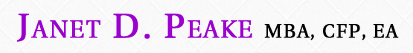 Janet D. Peake MBA, CFP, EA